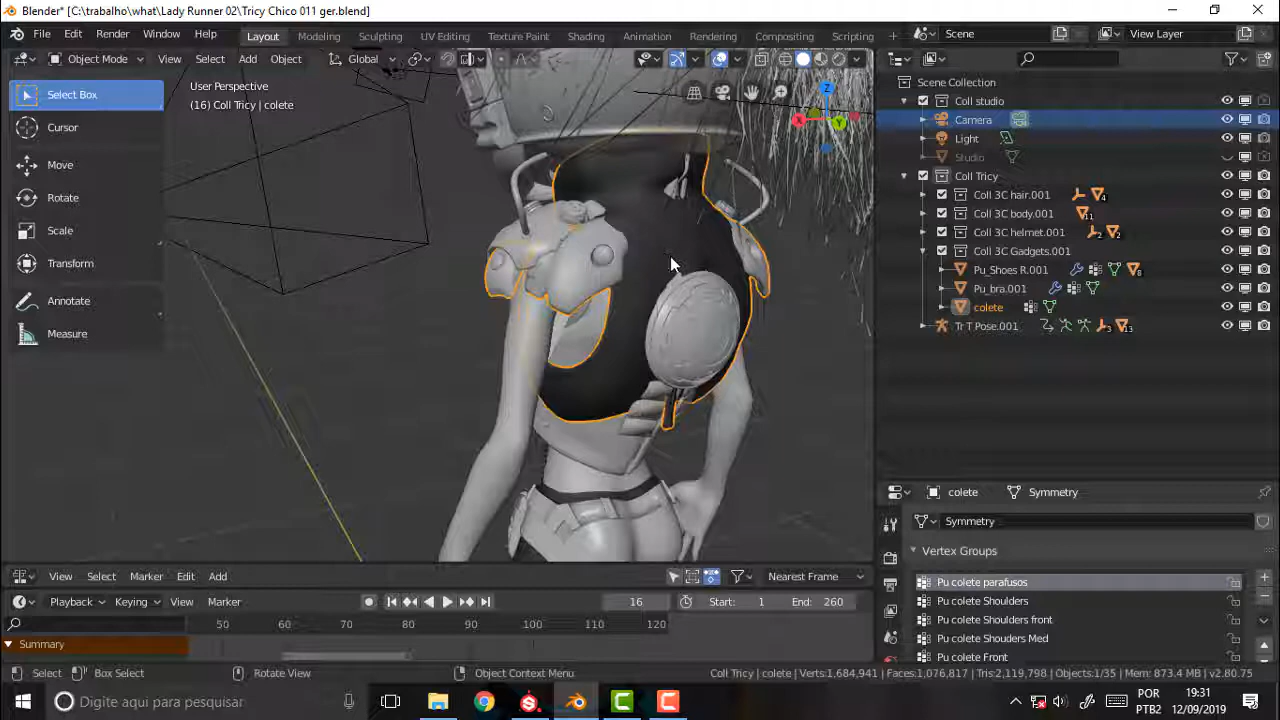 Blender* [C:\trabalho\what\Lady Runner 02\Tricy Chico 011 ger.blend]
File Edit Render Window Help Layout Modeling Sculpting UV Editing Texture Paint Shading Animation Rendering Compositing Scripting + Scene View Layer
Object Mode View Select Add Object Global
Select Box
Cursor
Move
Rotate
Scale
Transform
Annotate
Measure
User Perspective
(16) Coll Tricy | colete
Z
X
Y
Scene Collection
Coll studio
Camera
Light
Studio
Coll Tricy
Coll 3C hair.001 4
Coll 3C body.001 11
Coll 3C helmet.001 2 2
Coll 3C Gadgets.001
Pu_Shoes R.001 8
Pu_bra.001
colete
Tr T Pose.001 3 13
colete Symmetry
Symmetry
Vertex Groups
Pu colete parafusos
Pu colete Shoulders
Pu colete Shoulders front
Pu colete Shouders Med
Pu colete Front
View Select Marker Edit Add Nearest Frame
Playback Keying View Marker 16 Start: 1 End: 260
50 60 70 80 90 100 110 120
Summary
Select Box Select Rotate View Object Context Menu Coll Tricy | colete | Verts:1,684,941 | Faces:1,076,817 | Tris:2,119,798 | Objects:1/35 | Mem: 873.4 MB | v2.80.75
Digite aqui para pesquisar
POR
PTB2
19:31
12/09/2019